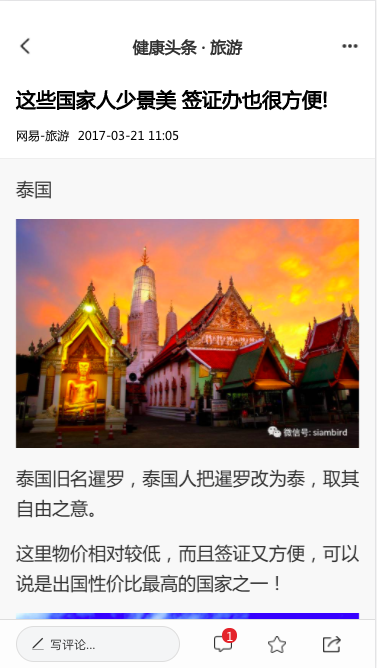 健康头条 · 旅游
这些国家人少景美 签证办也很方便!
网易-旅游 2017-03-21 11:05
泰国
微信号: siambird
泰国旧名暹罗，泰国人把暹罗改为泰，取其
自由之意。
这里物价相对较低，而且签证又方便，可以
说是出国性价比最高的国家之一！
写评论...
1